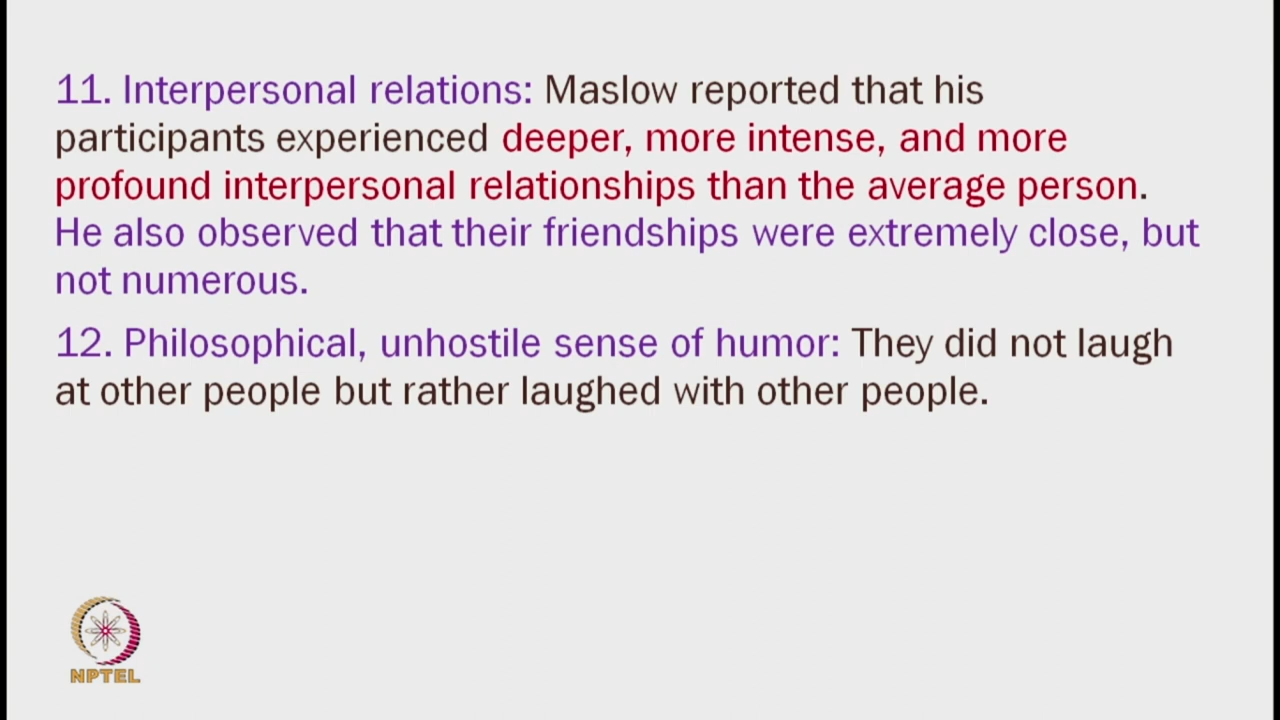 11. Interpersonal relations: Maslow reported that his
participants experienced deeper, more intense, and more
profound interpersonal relationships than the average person.
He also observed that their friendships were extremely close, but
not numerous.
12. Philosophical, unhostile sense of humor: They did not laugh
at other people but rather laughed with other people.
NPTEL